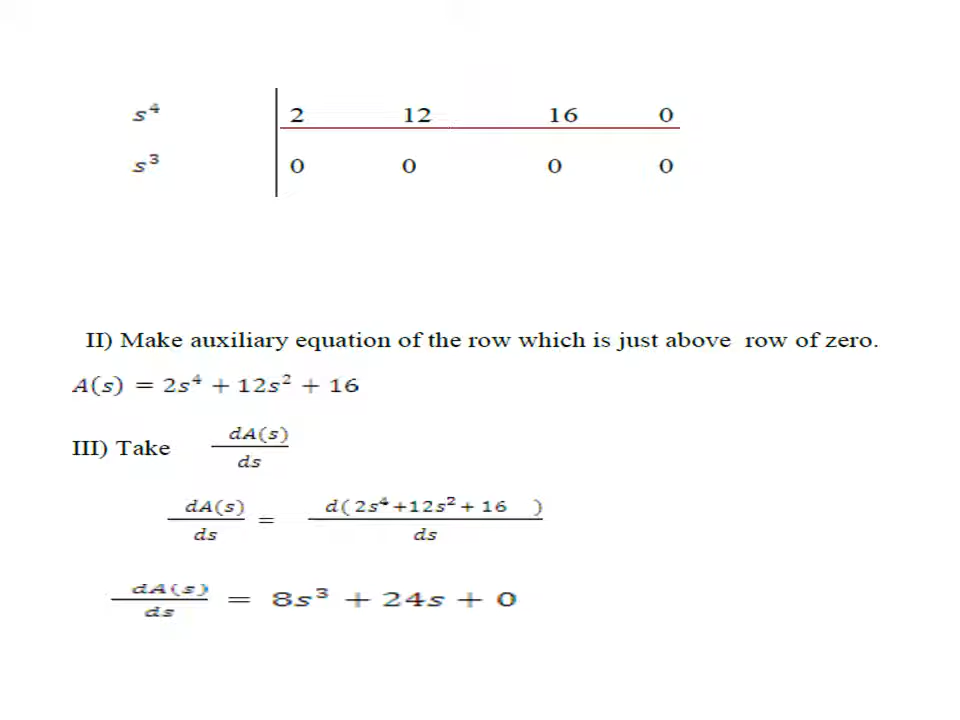 s⁴ 2 12 16 0
s³ 0 0 0 0
II) Make auxiliary equation of the row which is just above row of zero.
A(s) = 2s⁴ + 12s² + 16
III) Take dA(s)/ds
dA(s)/ds = d(2s⁴+12s²+ 16 )/ds
dA(s)/ds = 8s³ + 24s + 0